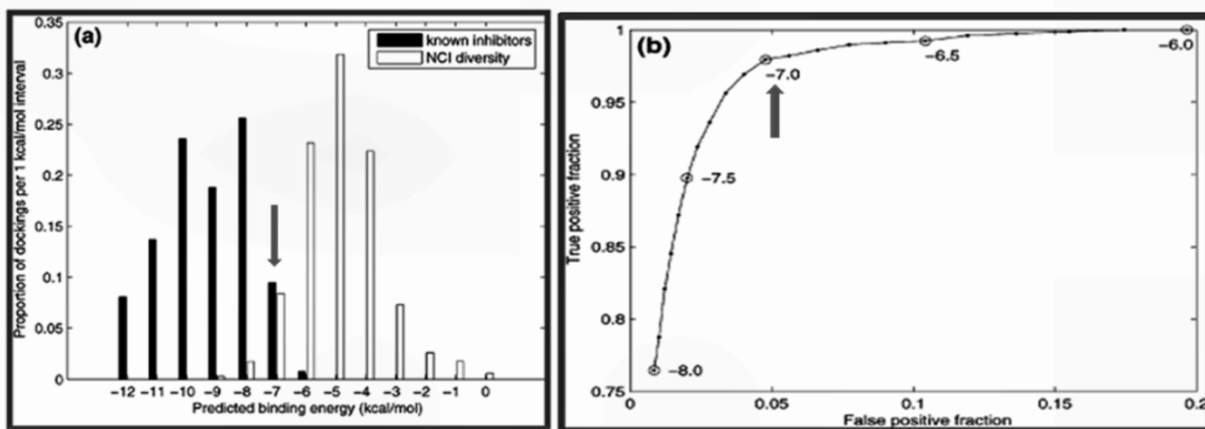 (a)
known inhibitors
NCI diversity
Proportion of dockings per 1 kcal/mol interval
0.35
0.3
0.25
0.2
0.15
0.1
0.05
0
−12 −11 −10 −9 −8 −7 −6 −5 −4 −3 −2 −1 0
Predicted binding energy (kcal/mol)
(b)
True positive fraction
1
0.95
0.9
0.85
0.8
0.75
−6.0
−6.5
−7.0
−7.5
−8.0
0 0.05 0.1 0.15 0.2
False positive fraction